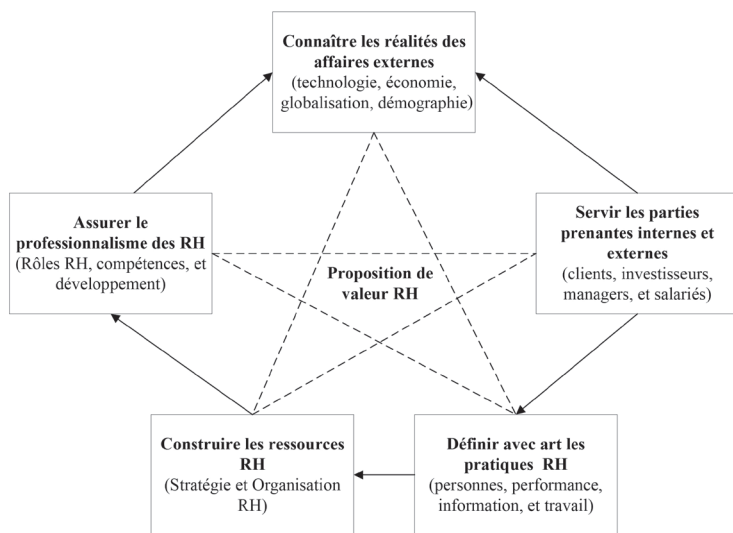 Connaître les réalités des
affaires externes
(technologie, économie,
globalisation, démographie)
Assurer le
professionnalisme des RH
(Rôles RH, compétences, et
développement)
Servir les parties
prenantes internes et
externes
(clients, investisseurs,
managers, et salariés)
Proposition de
valeur RH
Construire les ressources
RH
(Stratégie et Organisation
RH)
Définir avec art les
pratiques RH
(personnes, performance,
information, et travail)